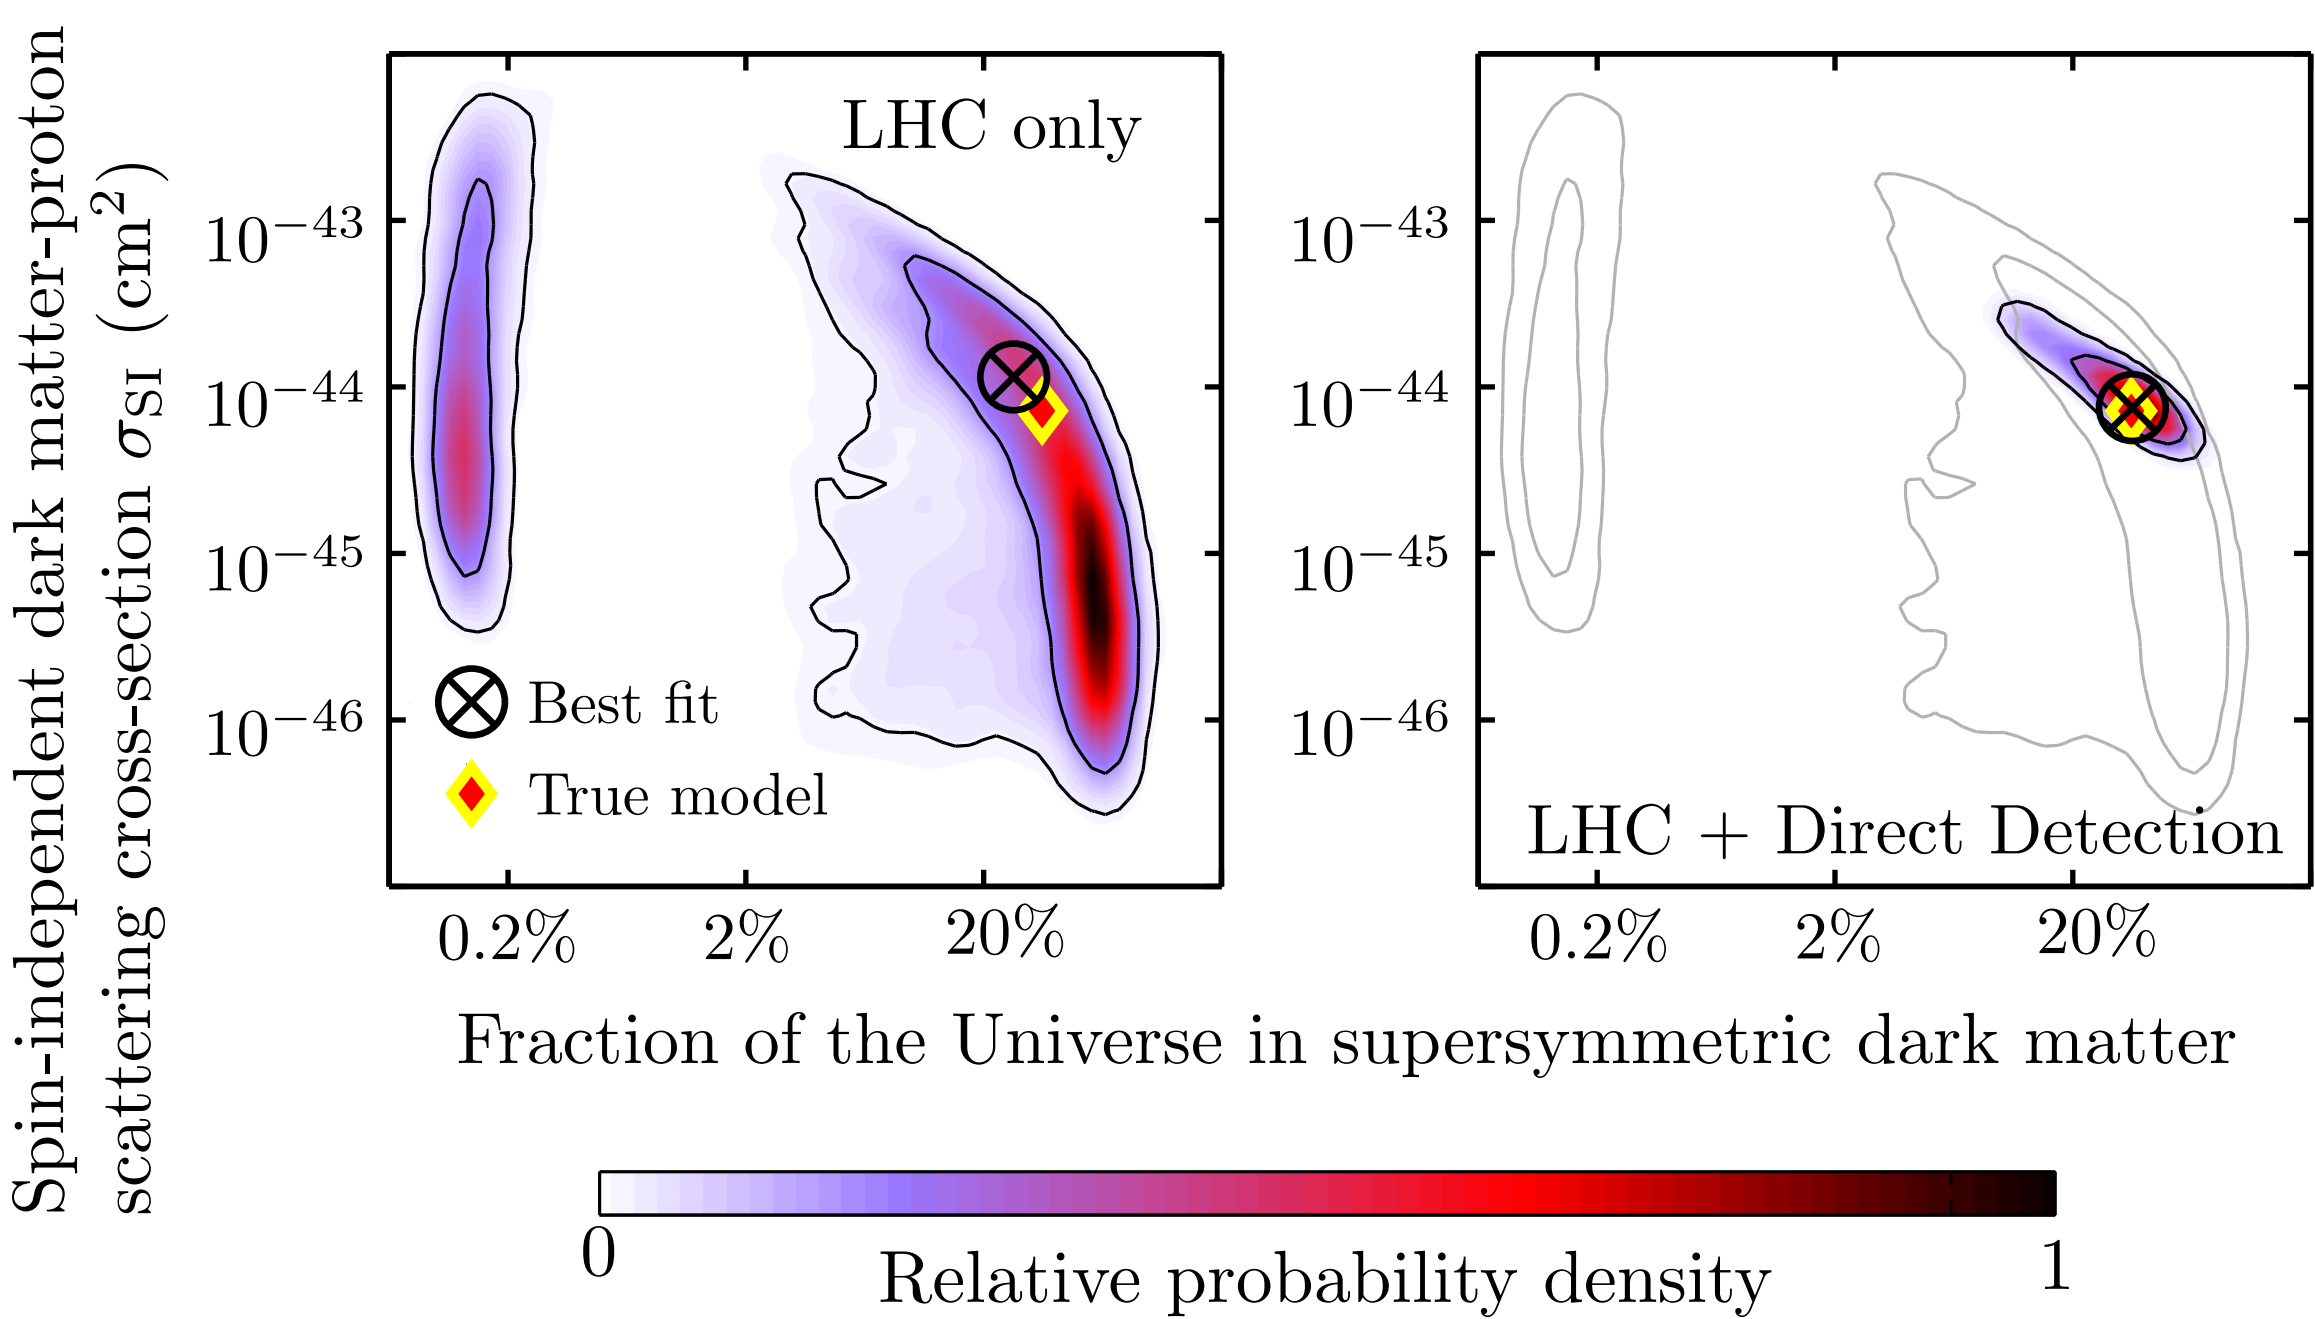 Spin-independent dark matter-proton
scattering cross-section σSI (cm²)
LHC only
10−43
10−44
10−45
10−46
Best fit
True model
0.2%
2%
20%
10−43
10−44
10−45
10−46
LHC + Direct Detection
0.2%
2%
20%
Fraction of the Universe in supersymmetric dark matter
0
1
Relative probability density